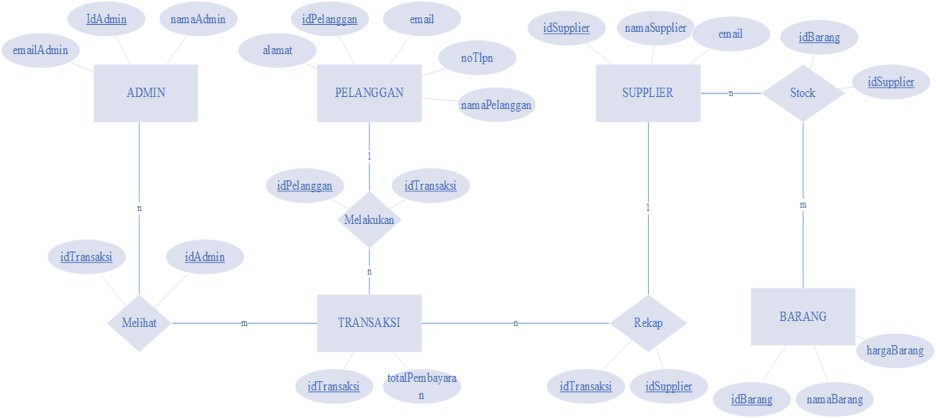 IdAdmin
namaAdmin
emailAdmin
ADMIN
idPelanggan
email
alamat
noTlpn
PELANGGAN
namaPelanggan
idSupplier
namaSupplier
email
idBarang
SUPPLIER
n
Stock
idSupplier
1
idPelanggan
idTransaksi
Melakukan
n
n
1
m
idTransaksi
idAdmin
Melihat
m
TRANSAKSI
n
Rekap
BARANG
hargaBarang
idTransaksi
totalPembayara
n
idTransaksi
idSupplier
idBarang
namaBarang